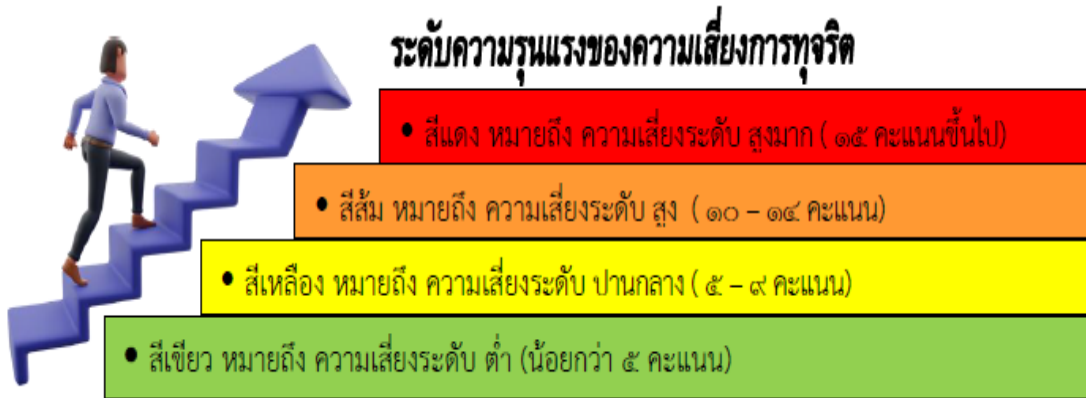 ระดับความรุนแรงของความเสี่ยงการทุจริต
• สีแดง หมายถึง ความเสี่ยงระดับ สูงมาก ( ๑๕ คะแนนขึ้นไป)
• สีส้ม หมายถึง ความเสี่ยงระดับ สูง ( ๑๐ – ๑๔ คะแนน)
• สีเหลือง หมายถึง ความเสี่ยงระดับ ปานกลาง ( ๕ – ๙ คะแนน)
• สีเขียว หมายถึง ความเสี่ยงระดับ ต่ำ (น้อยกว่า ๕ คะแนน)